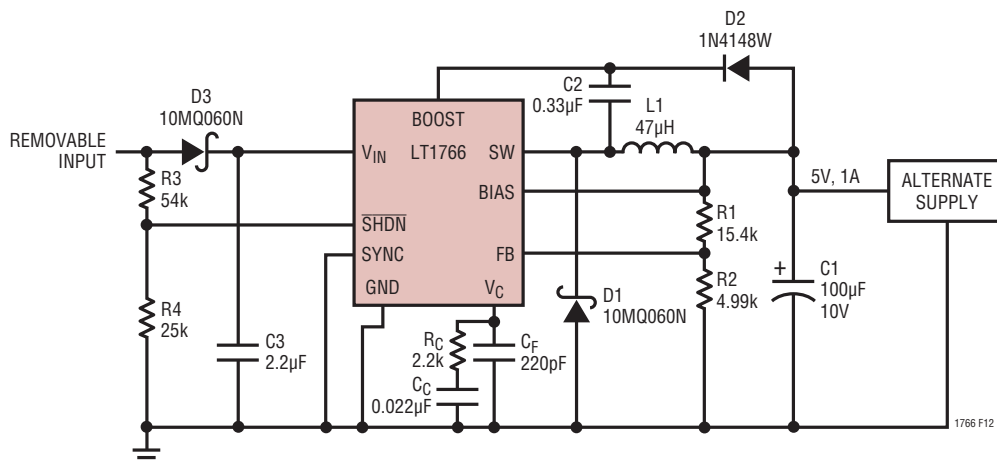 D2
1N4148W
D3
10MQ060N
C2
0.33µF
L1
47µH
BOOST
REMOVABLE
INPUT
V_IN
LT1766
SW
R3
54k
BIAS
5V, 1A
ALTERNATE
SUPPLY
R1
15.4k
SHDN
SYNC
FB
GND
V_C
R4
25k
C3
2.2µF
R_C
2.2k
C_F
220pF
C_C
0.022µF
D1
10MQ060N
R2
4.99k
+
C1
100µF
10V
1766 F12